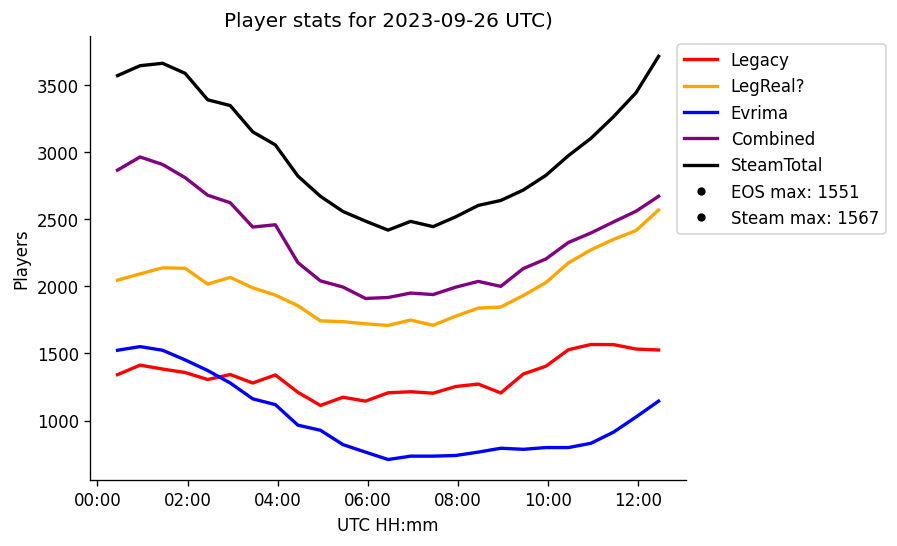 Player stats for 2023-09-26 UTC)
Legacy
LegReal?
Evrima
Combined
SteamTotal
EOS max: 1551
Steam max: 1567
Players
3500
3000
2500
2000
1500
1000
00:00 02:00 04:00 06:00 08:00 10:00 12:00
UTC HH:mm